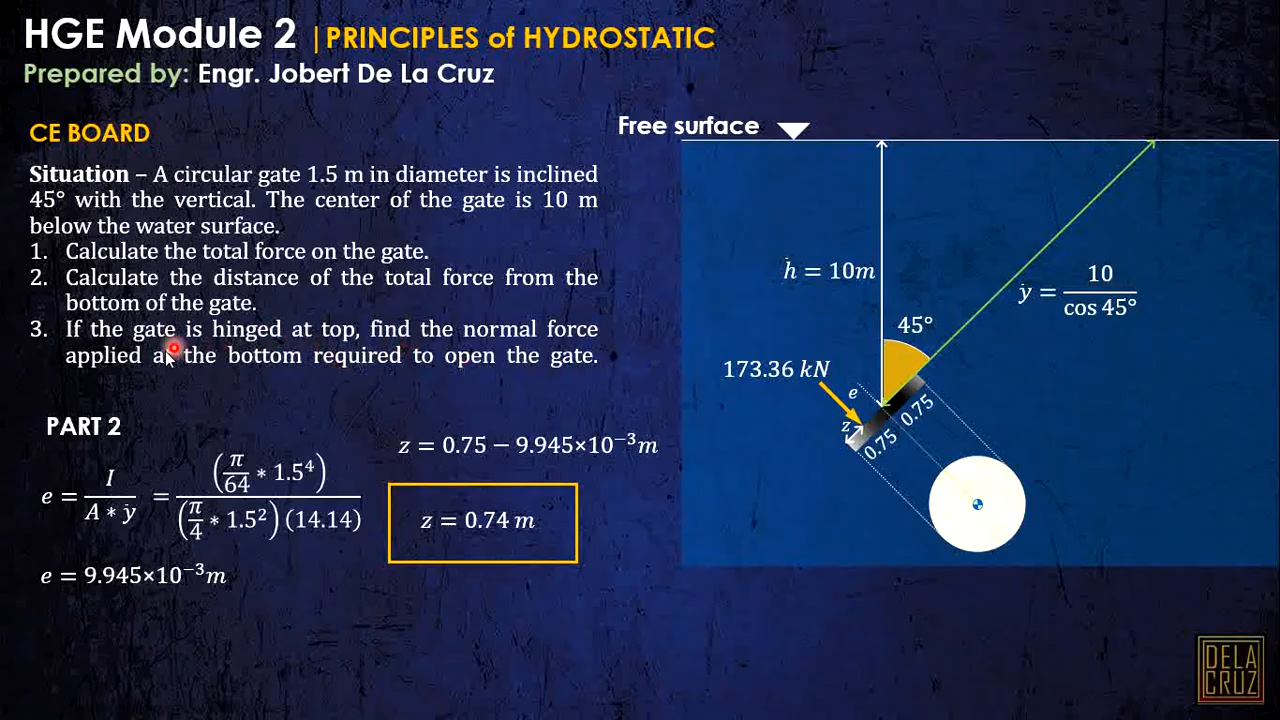 HGE Module 2 |PRINCIPLES of HYDROSTATIC
Prepared by: Engr. Jobert De La Cruz
CE BOARD
Situation – A circular gate 1.5 m in diameter is inclined
45° with the vertical. The center of the gate is 10 m
below the water surface.
1. Calculate the total force on the gate.
2. Calculate the distance of the total force from the
bottom of the gate.
3. If the gate is hinged at top, find the normal force
applied a the bottom required to open the gate.
PART 2
e = I / (A ∗ ȳ) = (π/64 ∗ 1.5⁴) / ((π/4 ∗ 1.5²)(14.14))
e = 9.945×10⁻³m
z = 0.75 − 9.945×10⁻³m
z = 0.74 m
Free surface
h̄ = 10m
ȳ = 10 / cos 45°
45°
173.36 kN
e
z
0.75
0.75
DELA
CRUZ